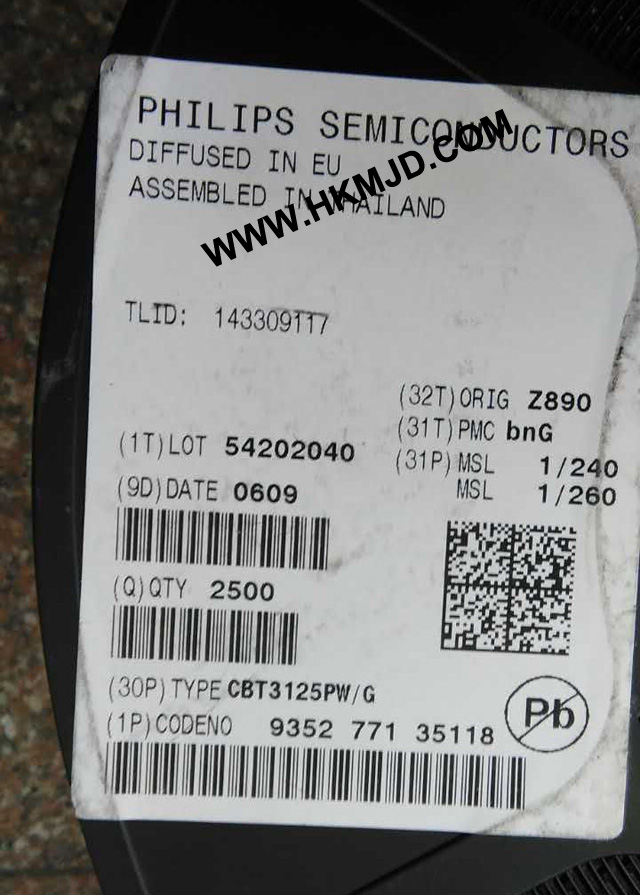 PHILIPS SEMICONDUCTORS
DIFFUSED IN EU
ASSEMBLED IN THAILAND
WWW.HKMJD.COM
TLID: 143309117
(32T)ORIG Z890
(31T)PMC bnG
(1T)LOT 54202040
(31P)MSL 1/240
(9D)DATE 0609
MSL 1/260
(Q)QTY 2500
(30P)TYPE CBT3125PW/G
Pb
(1P)CODENO 9352 771 35118